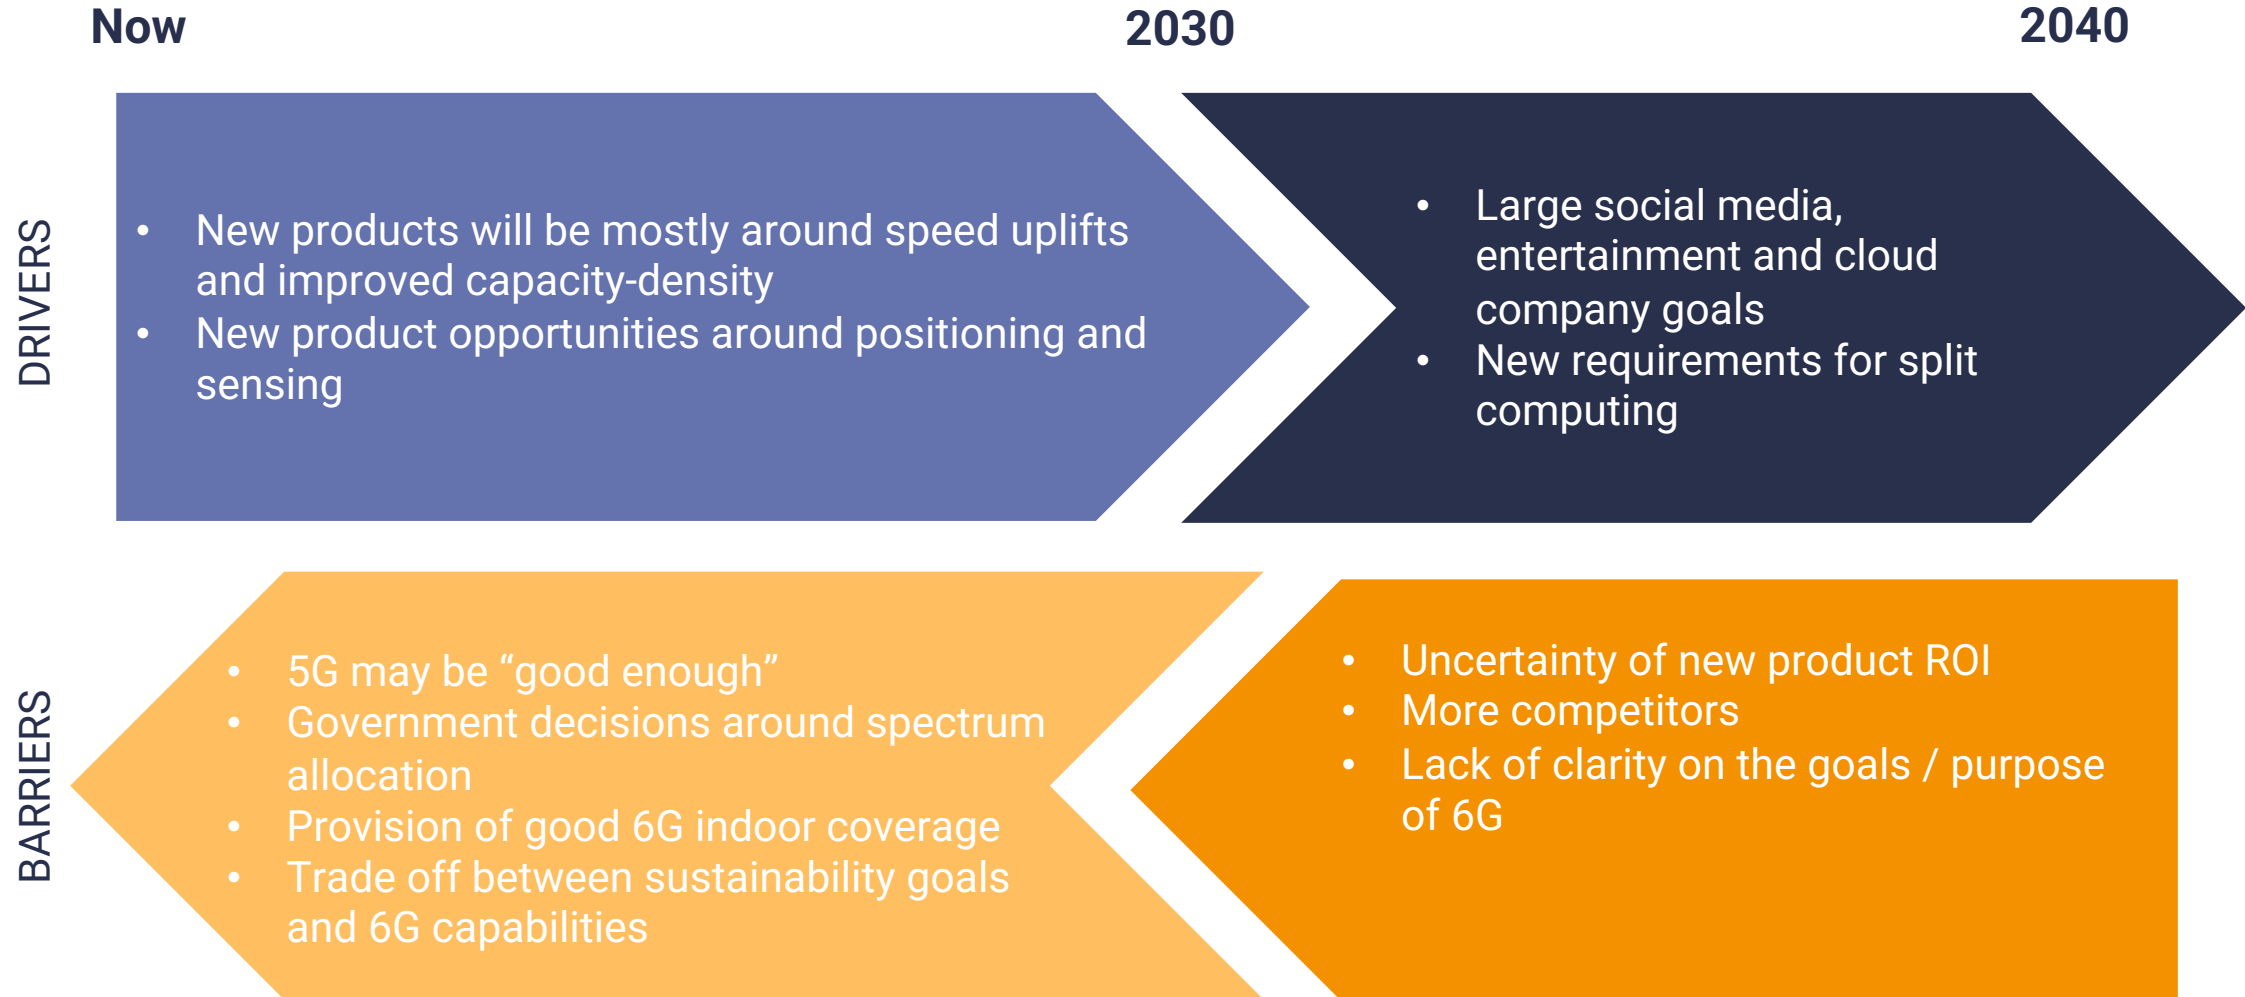 Now
2030
2040
DRIVERS
• New products will be mostly around speed uplifts
and improved capacity-density
• New product opportunities around positioning and
sensing
• Large social media,
entertainment and cloud
company goals
• New requirements for split
computing
BARRIERS
• 5G may be “good enough”
• Government decisions around spectrum
allocation
• Provision of good 6G indoor coverage
• Trade off between sustainability goals
and 6G capabilities
• Uncertainty of new product ROI
• More competitors
• Lack of clarity on the goals / purpose
of 6G